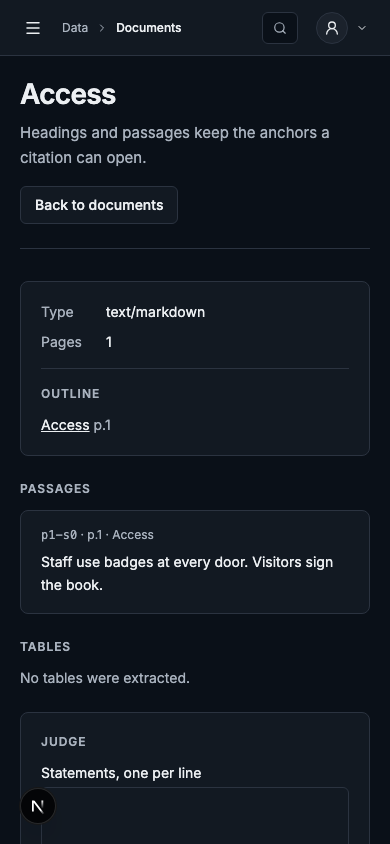 Data > Documents
Access
Headings and passages keep the anchors a
citation can open.
Back to documents
Type text/markdown
Pages 1
OUTLINE
Access p.1
PASSAGES
p1-s0 · p.1 · Access
Staff use badges at every door. Visitors sign
the book.
TABLES
No tables were extracted.
JUDGE
Statements, one per line
N